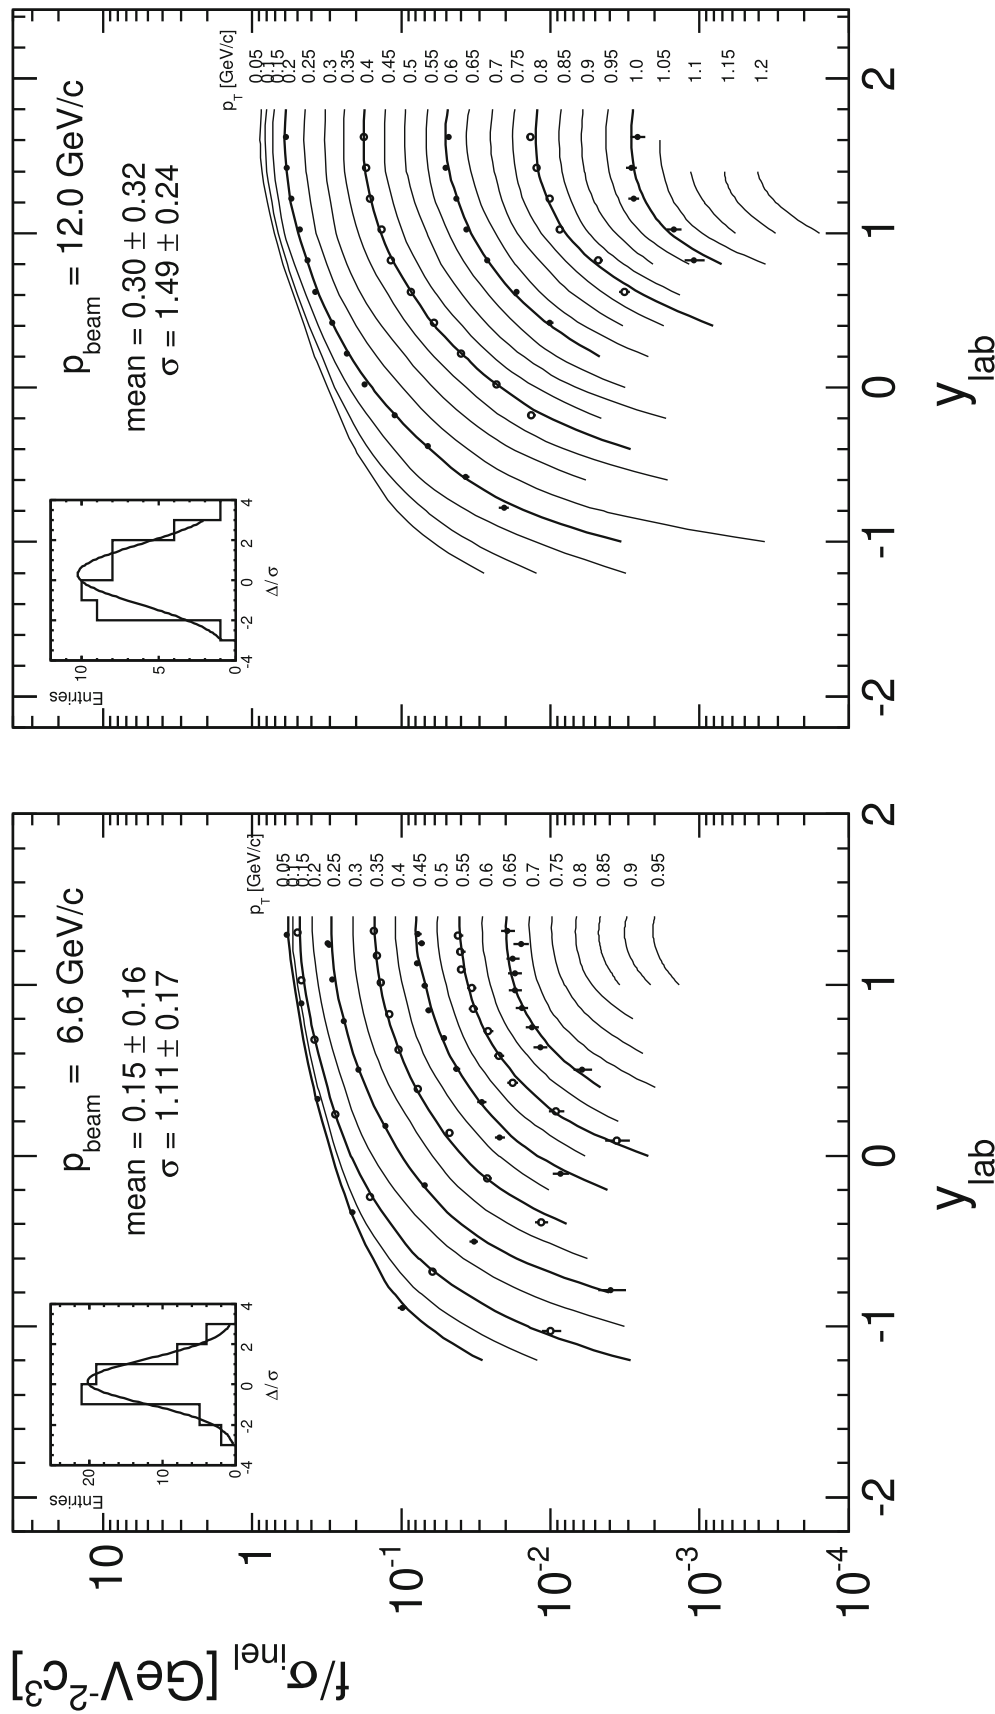 f/σinel [GeV-2c3]
10
1
10-1
10-2
10-3
10-4
pbeam = 6.6 GeV/c
mean = 0.15 ± 0.16
σ = 1.11 ± 0.17
Entries
20
10
0
-4 -2 0 2 4
Δ/σ
pT [GeV/c]
0.05
0.1
0.15
0.2
0.25
0.3
0.35
0.4
0.45
0.5
0.55
0.6
0.65
0.7
0.75
0.8
0.85
0.9
0.95
-2 -1 0 1 2
ylab
pbeam = 12.0 GeV/c
mean = 0.30 ± 0.32
σ = 1.49 ± 0.24
Entries
10
5
0
-4 -2 0 2 4
Δ/σ
pT [GeV/c]
0.05
0.1
0.15
0.2
0.25
0.3
0.35
0.4
0.45
0.5
0.55
0.6
0.65
0.7
0.75
0.8
0.85
0.9
0.95
1.0
1.05
1.1
1.15
1.2
-2 -1 0 1 2
ylab